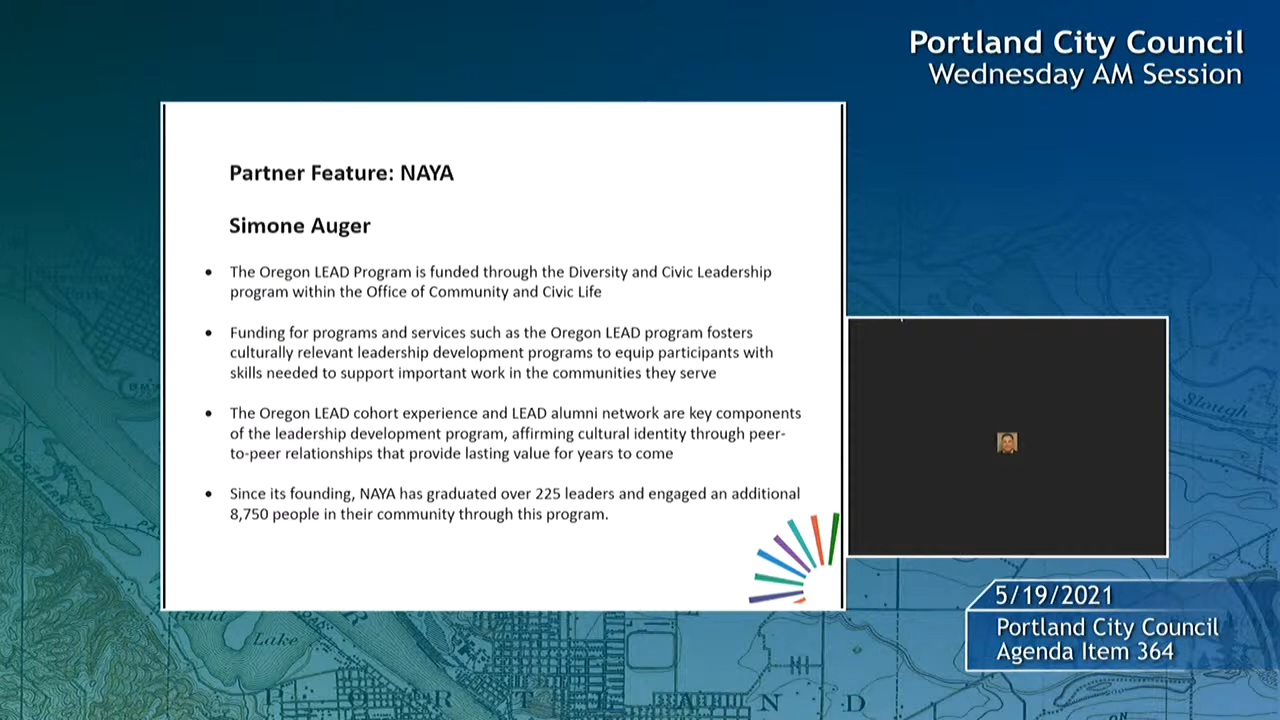 Portland City Council
Wednesday AM Session
Partner Feature: NAYA
Simone Auger
• The Oregon LEAD Program is funded through the Diversity and Civic Leadership
program within the Office of Community and Civic Life
• Funding for programs and services such as the Oregon LEAD program fosters
culturally relevant leadership development programs to equip participants with
skills needed to support important work in the communities they serve
• The Oregon LEAD cohort experience and LEAD alumni network are key components
of the leadership development program, affirming cultural identity through peer-
to-peer relationships that provide lasting value for years to come
• Since its founding, NAYA has graduated over 225 leaders and engaged an additional
8,750 people in their community through this program.
Slough
5/19/2021
Portland City Council
Agenda Item 364
Guild
Lake
P O R T L A N D